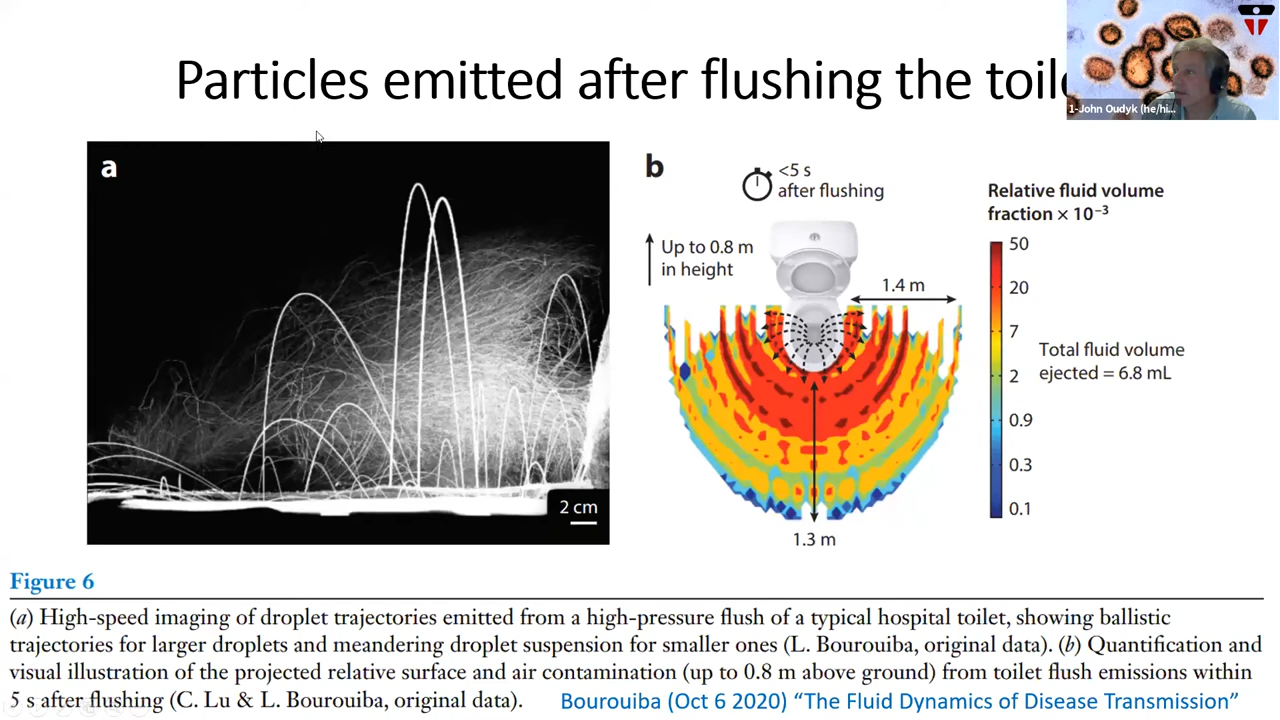 Particles emitted after flushing the toile
1-John Oudyk (he/hi...
a
2 cm
b
<5 s
after flushing
Up to 0.8 m
in height
1.4 m
1.3 m
Relative fluid volume
fraction × 10⁻³
50
20
7
2
0.9
0.3
0.1
Total fluid volume
ejected = 6.8 mL
Figure 6
(a) High-speed imaging of droplet trajectories emitted from a high-pressure flush of a typical hospital toilet, showing ballistic
trajectories for larger droplets and meandering droplet suspension for smaller ones (L. Bourouiba, original data). (b) Quantification and
visual illustration of the projected relative surface and air contamination (up to 0.8 m above ground) from toilet flush emissions within
5 s after flushing (C. Lu & L. Bourouiba, original data).
Bourouiba (Oct 6 2020) “The Fluid Dynamics of Disease Transmission”